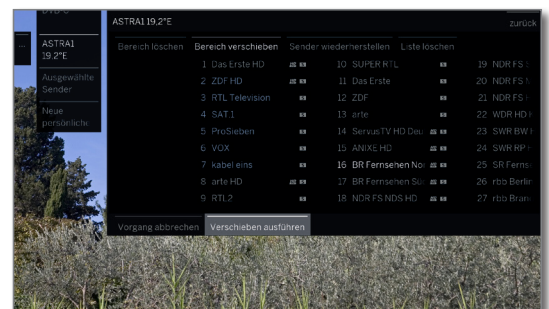 DVB-S
ASTRA1 19,2°E
zurück
...
ASTRA1
19.2°E
Ausgewählte
Sender
Neue
persönliche
Bereich löschen Bereich verschieben Sender wiederherstellen Liste löschen
1 Das Erste HD 10 SUPER RTL 19 NDR FS
2 ZDF HD 11 Das Erste 20 NDR FS
3 RTL Television 12 ZDF 21 NDR FS
4 SAT.1 13 arte 22 WDR HD
5 ProSieben 14 ServusTV HD Deu 23 SWR BW
6 VOX 15 ANIXE HD 24 SWR RP
7 kabel eins 16 BR Fernsehen Nor 25 SR Ferns
8 arte HD 17 BR Fernsehen Süd 26 rbb Berlin
9 RTL2 18 NDR FS NDS HD 27 rbb Bran
Vorgang abbrechen Verschieben ausführen